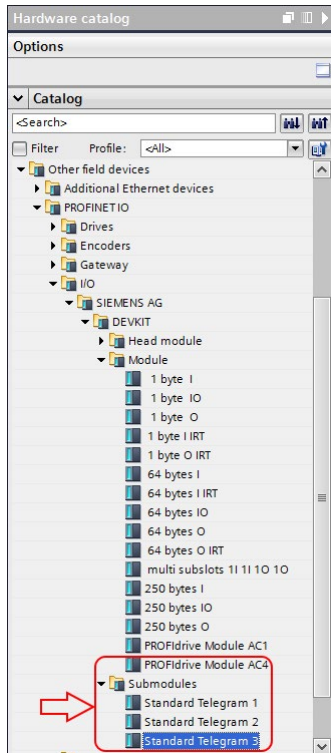 Hardware catalog
Options
Catalog
<Search>
Filter Profile: <All>
Other field devices
Additional Ethernet devices
PROFINET IO
Drives
Encoders
Gateway
I/O
SIEMENS AG
DEVKIT
Head module
Module
1 byte I
1 byte IO
1 byte O
1 byte I IRT
1 byte O IRT
64 bytes I
64 bytes I IRT
64 bytes IO
64 bytes O
64 bytes O IRT
multi subslots 1I 1I 1O 1O
250 bytes I
250 bytes IO
250 bytes O
PROFIdrive Module AC1
PROFIdrive Module AC4
Submodules
Standard Telegram 1
Standard Telegram 2
Standard Telegram 3